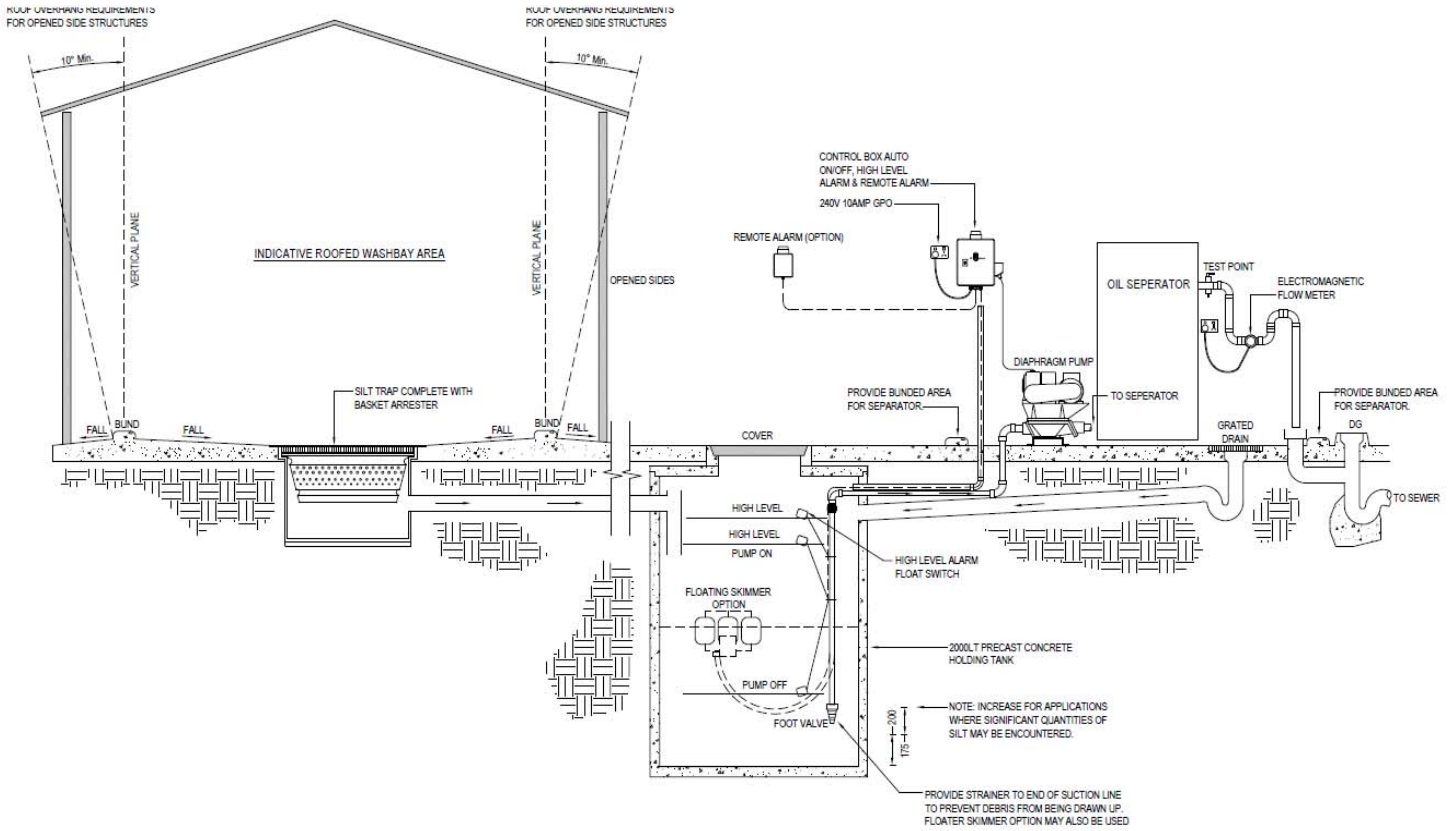 ROOF OVERHANG REQUIREMENTS
FOR OPENED SIDE STRUCTURES
ROOF OVERHANG REQUIREMENTS
FOR OPENED SIDE STRUCTURES
10° Min.
10° Min.
VERTICAL PLANE
VERTICAL PLANE
INDICATIVE ROOFED WASHBAY AREA
OPENED SIDES
SILT TRAP COMPLETE WITH
BASKET ARRESTER
FALL
BUND
FALL
FALL
BUND
FALL
CONTROL BOX AUTO
ON/OFF, HIGH LEVEL
ALARM & REMOTE ALARM
240V 10AMP GPO
REMOTE ALARM (OPTION)
OIL SEPERATOR
TEST POINT
ELECTROMAGNETIC
FLOW METER
DIAPHRAGM PUMP
TO SEPERATOR
PROVIDE BUNDED AREA
FOR SEPARATOR.
PROVIDE BUNDED AREA
FOR SEPARATOR.
COVER
GRATED
DRAIN
DG
TO SEWER
HIGH LEVEL
HIGH LEVEL
PUMP ON
HIGH LEVEL ALARM
FLOAT SWITCH
FLOATING SKIMMER
OPTION
2000LT PRECAST CONCRETE
HOLDING TANK
PUMP OFF
FOOT VALVE
200
175
NOTE: INCREASE FOR APPLICATIONS
WHERE SIGNIFICANT QUANTITIES OF
SILT MAY BE ENCOUNTERED.
PROVIDE STRAINER TO END OF SUCTION LINE
TO PREVENT DEBRIS FROM BEING DRAWN UP.
FLOATER SKIMMER OPTION MAY ALSO BE USED